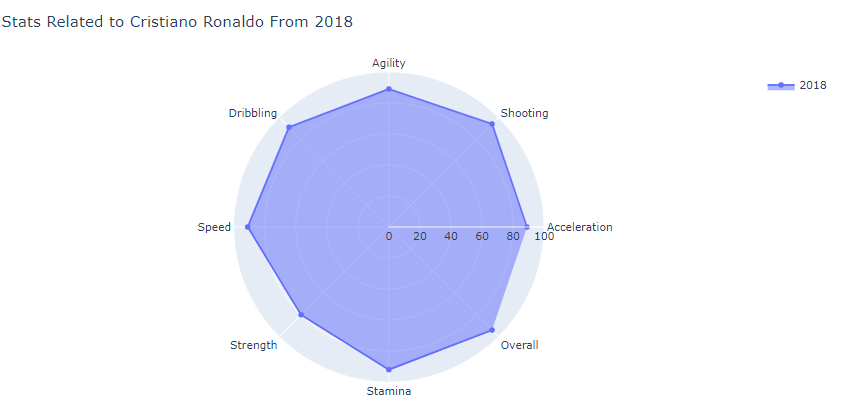 Stats Related to Cristiano Ronaldo From 2018
Agility
2018
Dribbling
Shooting
Speed
Acceleration
0 20 40 60 80 100
Strength
Overall
Stamina